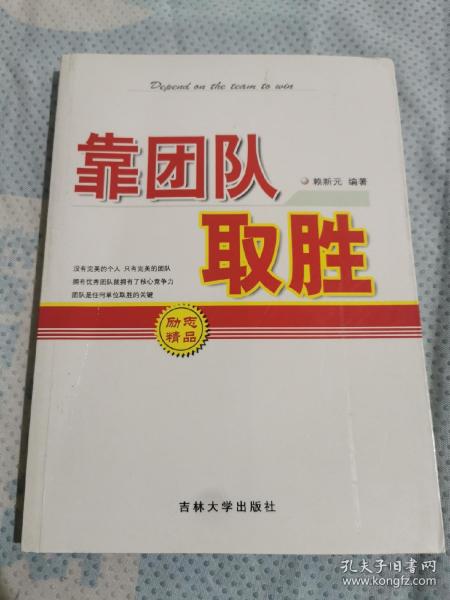 Depend on the team to win
靠团队
赖新元 编著
取胜
没有完美的个人 只有完美的团队
拥有优秀团队就拥有了核心竞争力
团队是任何单位取胜的关键
励志
精品
吉林大学出版社
孔夫子旧书网
www.kongfz.com